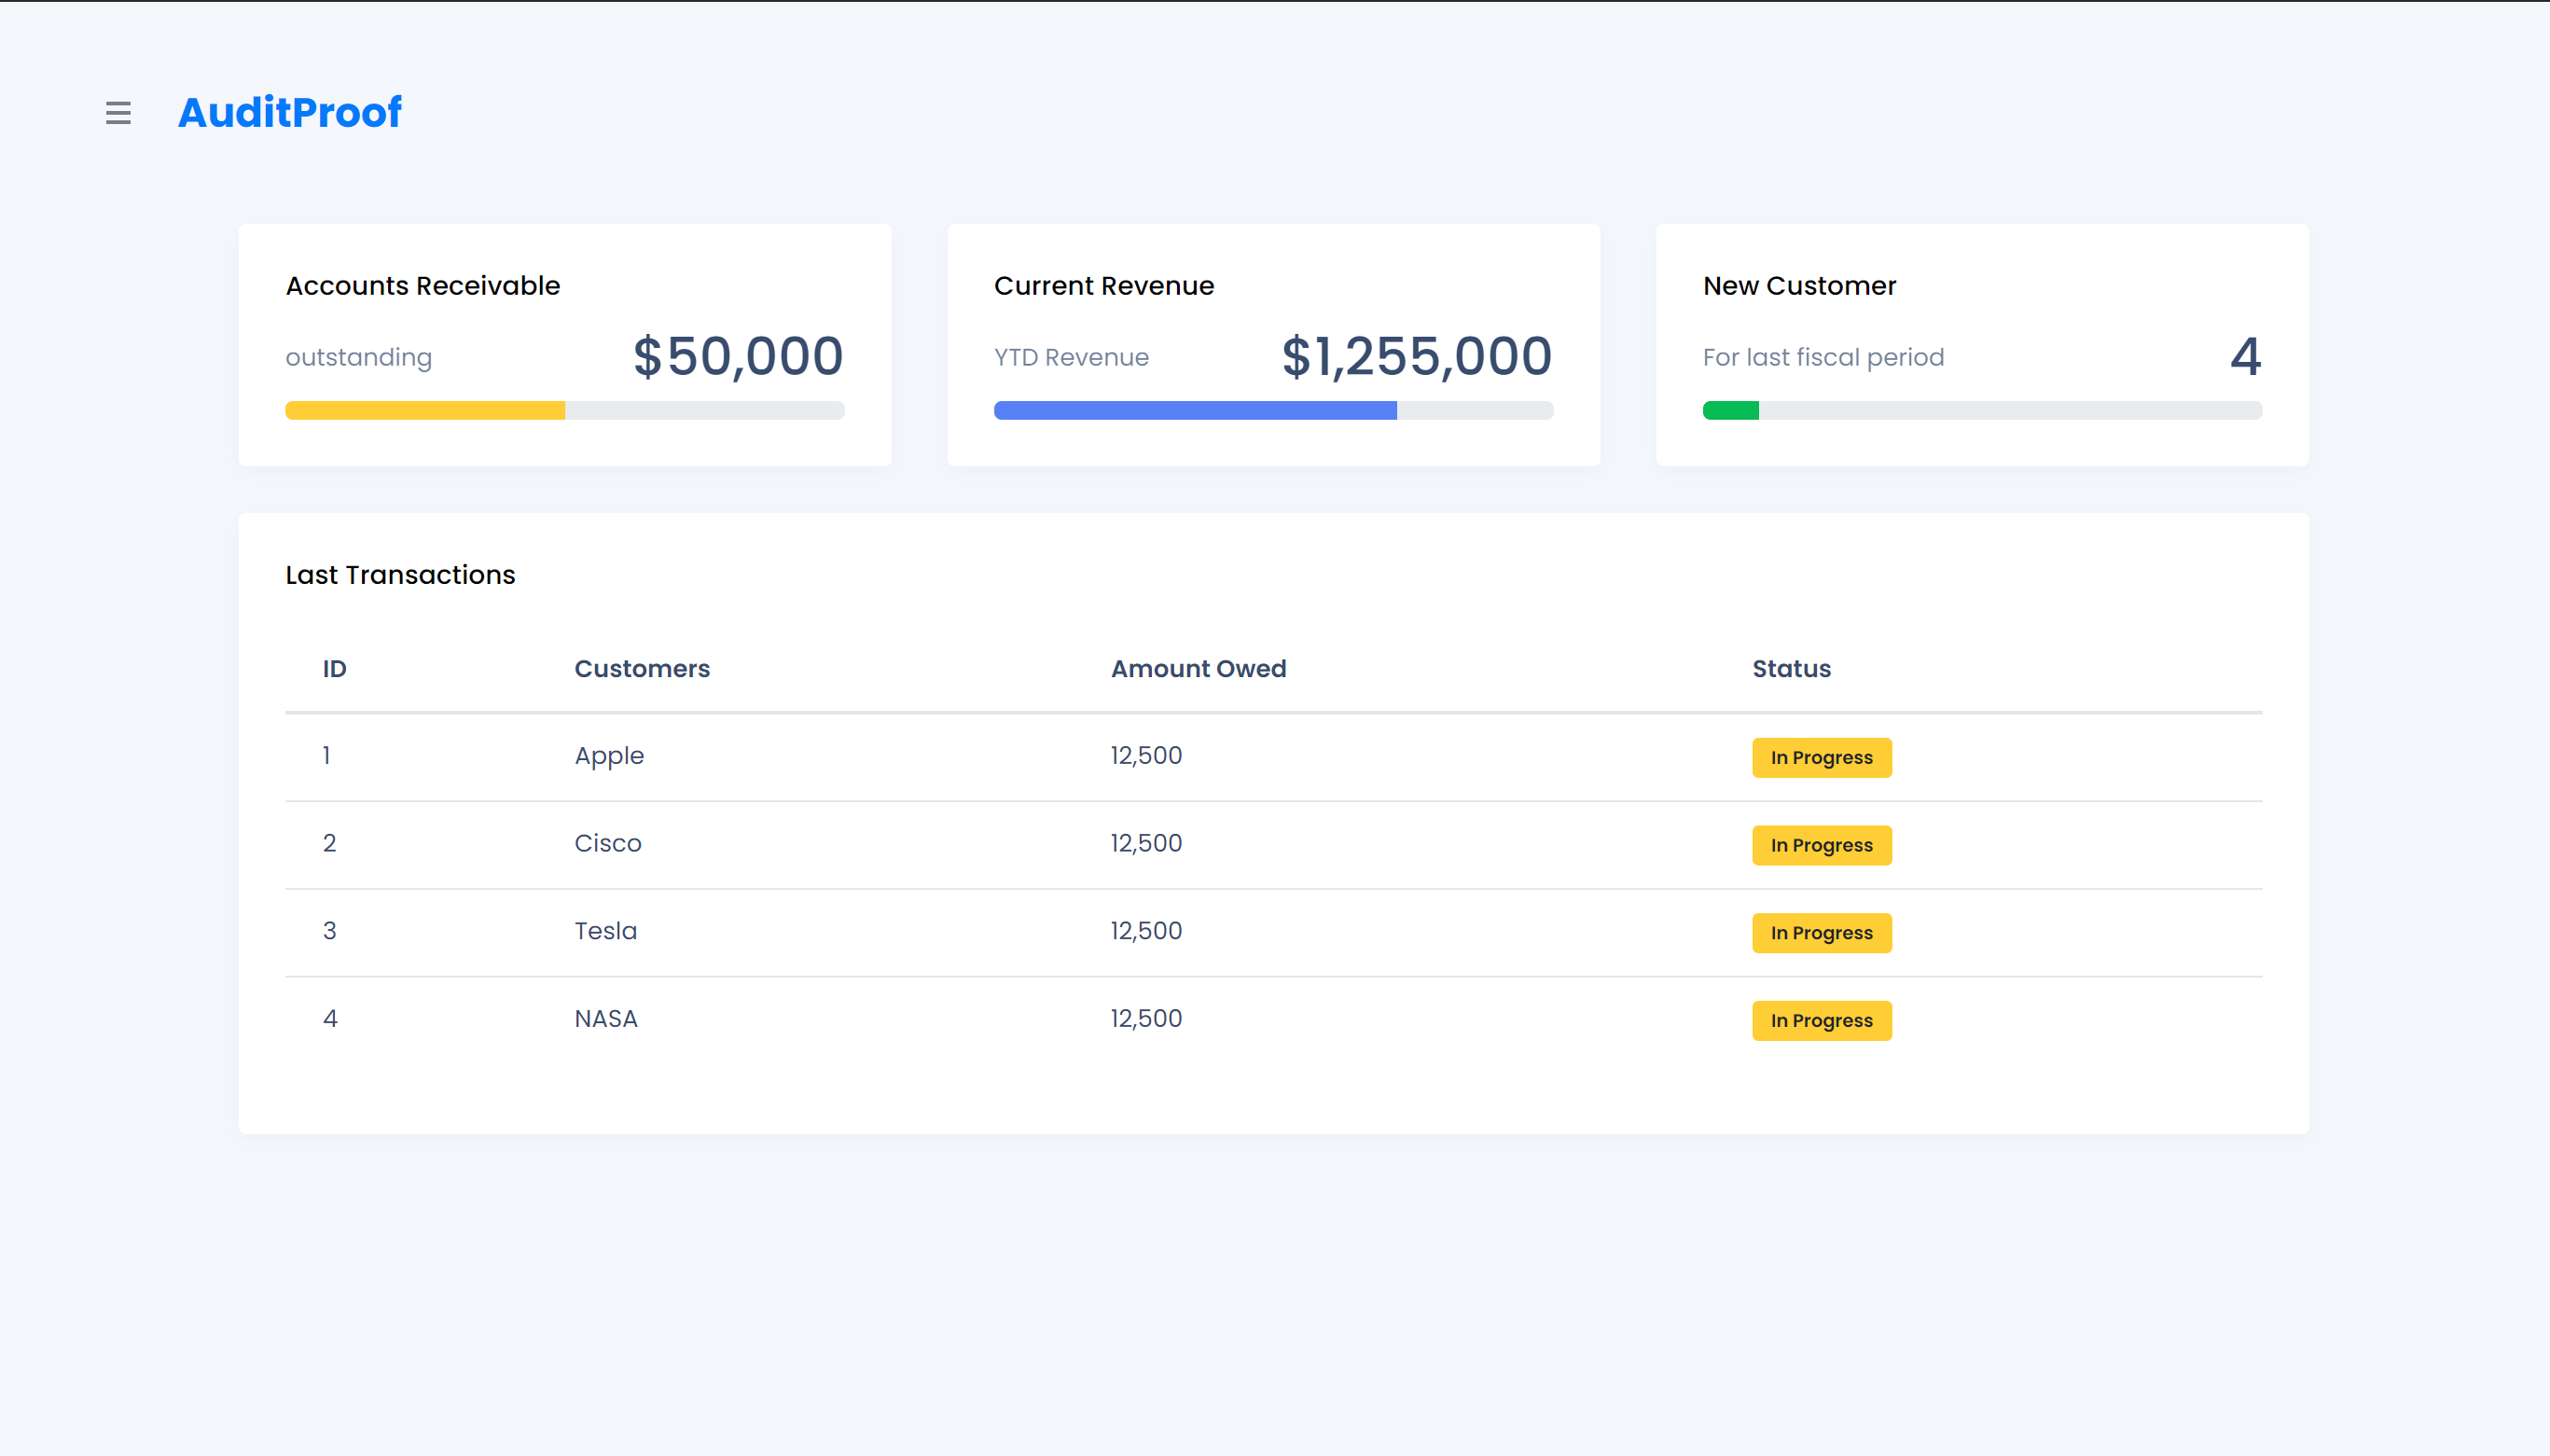 AuditProof
Accounts Receivable
outstanding $50,000
Current Revenue
YTD Revenue $1,255,000
New Customer
For last fiscal period 4
Last Transactions
ID Customers Amount Owed Status
1 Apple 12,500 In Progress
2 Cisco 12,500 In Progress
3 Tesla 12,500 In Progress
4 NASA 12,500 In Progress